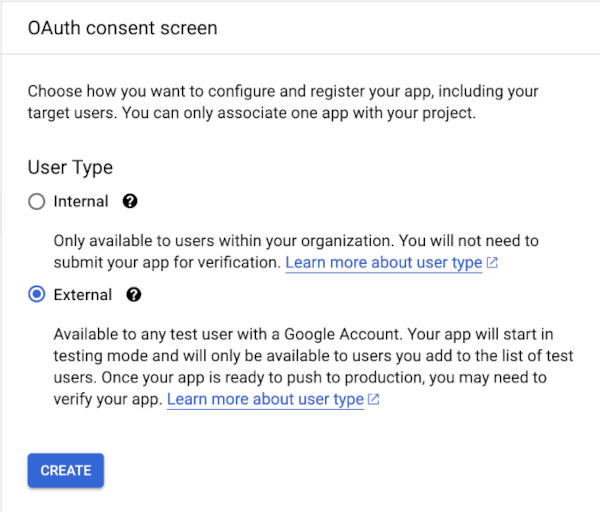 OAuth consent screen
Choose how you want to configure and register your app, including your
target users. You can only associate one app with your project.
User Type
Internal ?
Only available to users within your organization. You will not need to
submit your app for verification. Learn more about user type
External ?
Available to any test user with a Google Account. Your app will start in
testing mode and will only be available to users you add to the list of test
users. Once your app is ready to push to production, you may need to
verify your app. Learn more about user type
CREATE